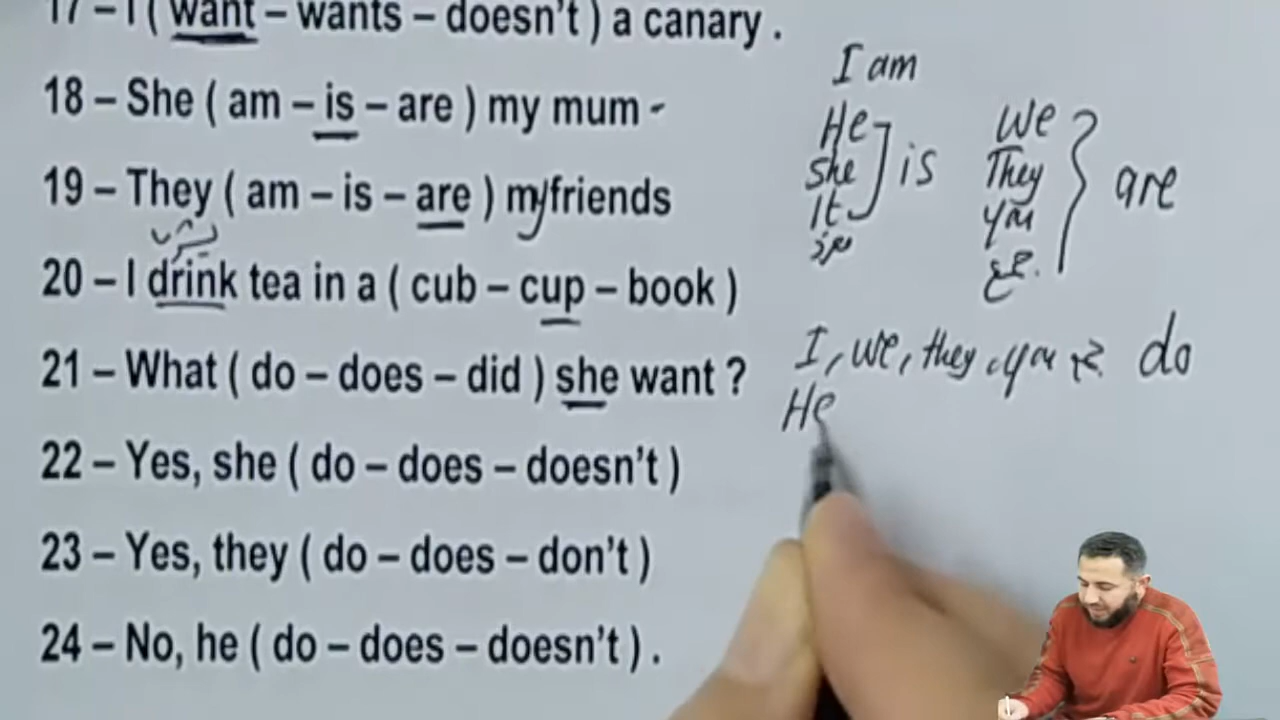 17 – I ( want – wants – doesn't ) a canary .
18 – She ( am – is – are ) my mum -
19 – They ( am – is – are ) my friends
20 – I drink tea in a ( cub – cup – book )
21 – What ( do – does – did ) she want ?
22 – Yes, she ( do – does – doesn't )
23 – Yes, they ( do – does – don't )
24 – No, he ( do – does – doesn't ) .
I am
He
she
It
مفرد
is
We
They
you
جمع
are
I, we, they, you do
He